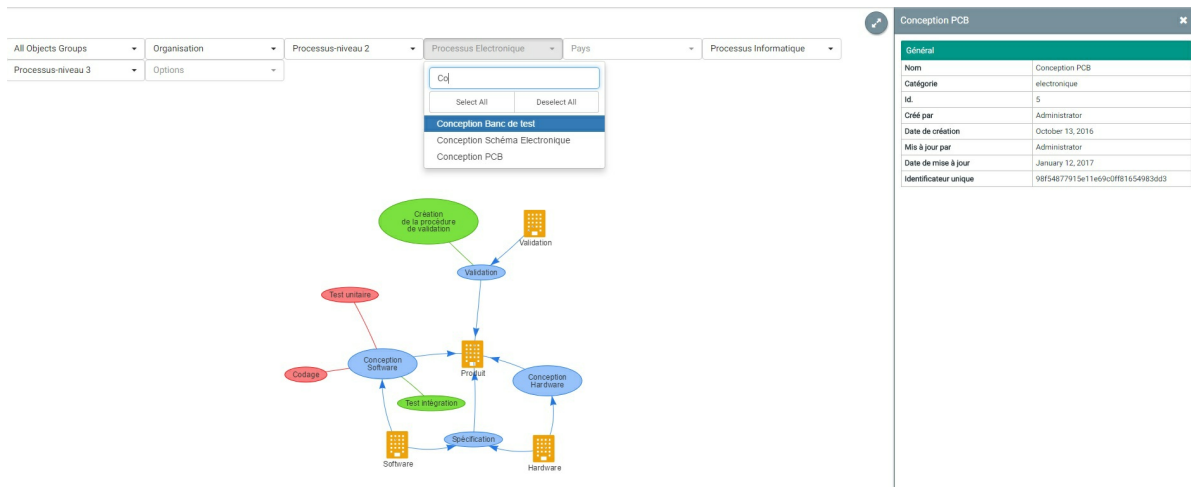 Conception PCB
All Objects Groups
Organisation
Processus-niveau 2
Processus Electronique
Pays
Processus Informatique
Processus-niveau 3
Options
Co
Select All
Deselect All
Conception Banc de test
Conception Schéma Electronique
Conception PCB
Général
Nom Conception PCB
Catégorie electronique
Id. 5
Créé par Administrator
Date de création October 13, 2016
Mis à jour par Administrator
Date de mise à jour January 12, 2017
Identificateur unique 98f54877915e11e69c0ff81654983dd3
Création
de la procédure
de validation
Validation
Validation
Test unitaire
Conception
Software
Codage
Produit
Conception
Hardware
Test intégration
Spécification
Software
Hardware